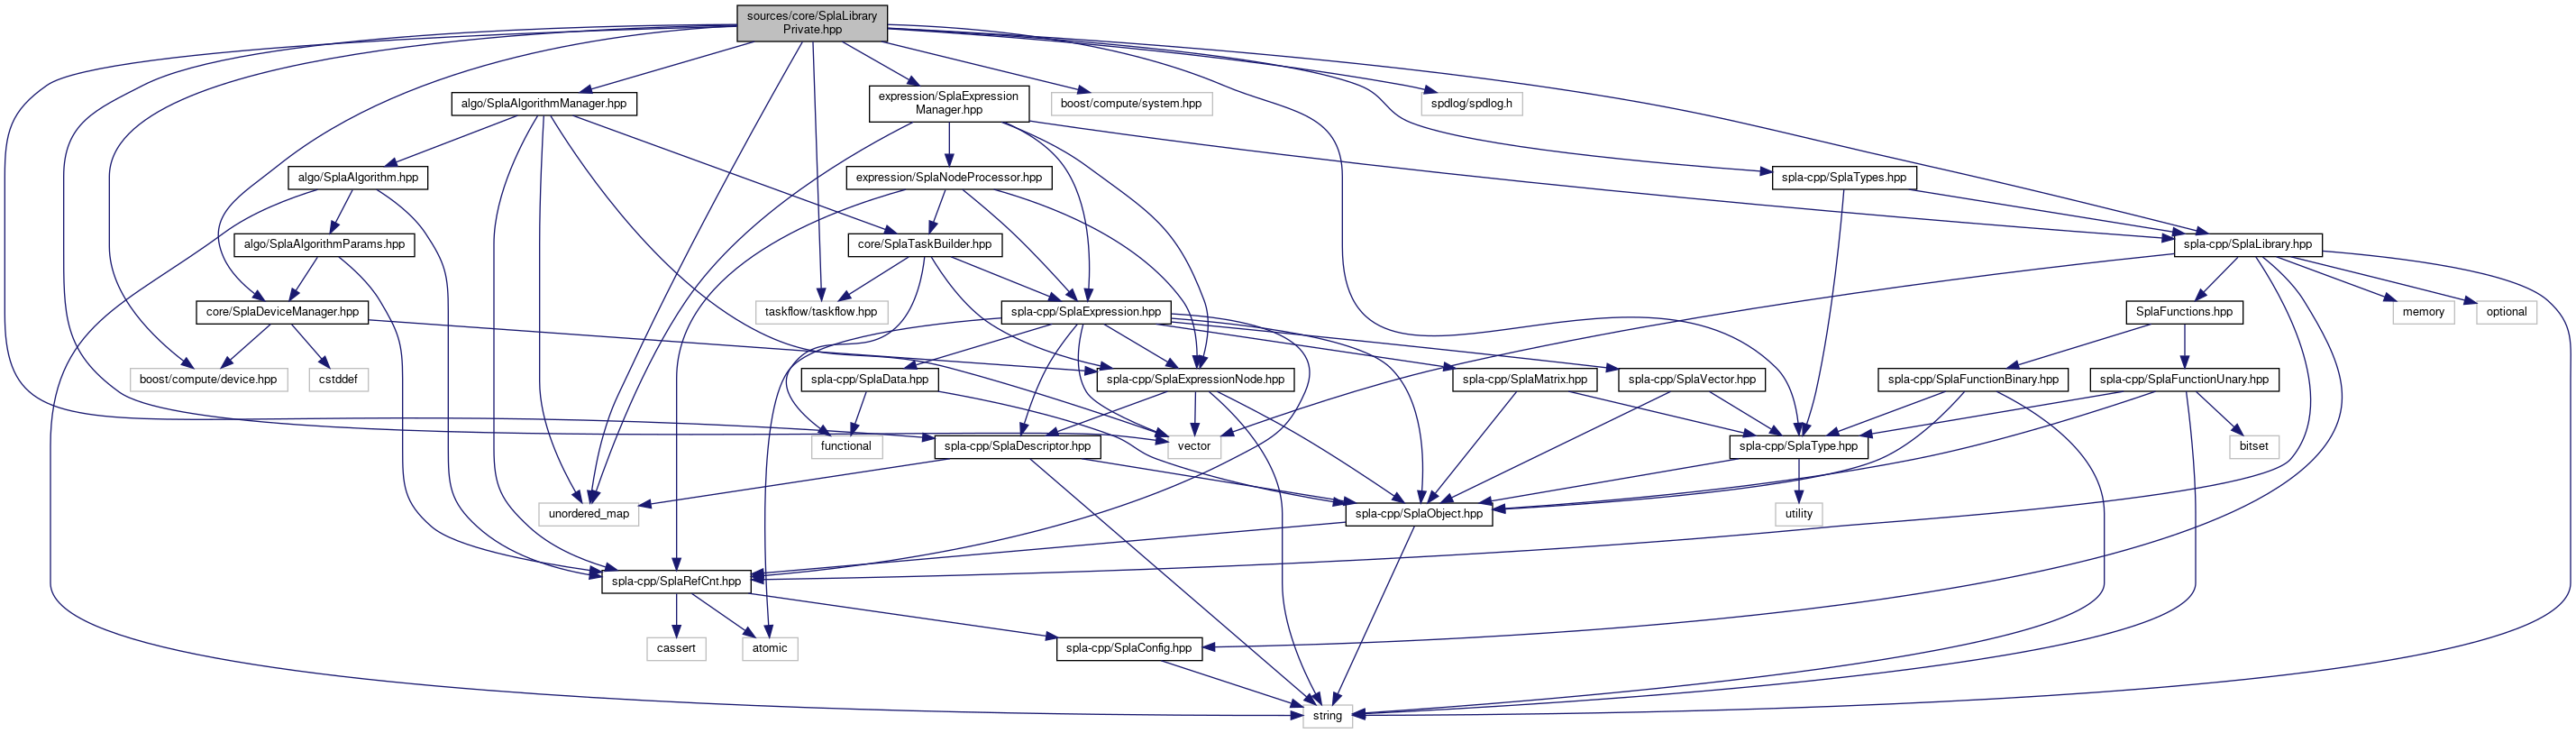 sources/core/SplaLibrary
Private.hpp
algo/SplaAlgorithmManager.hpp
expression/SplaExpression
Manager.hpp
boost/compute/system.hpp
spdlog/spdlog.h
algo/SplaAlgorithm.hpp
expression/SplaNodeProcessor.hpp
spla-cpp/SplaTypes.hpp
algo/SplaAlgorithmParams.hpp
core/SplaTaskBuilder.hpp
spla-cpp/SplaLibrary.hpp
core/SplaDeviceManager.hpp
taskflow/taskflow.hpp
spla-cpp/SplaExpression.hpp
SplaFunctions.hpp
memory
optional
boost/compute/device.hpp
cstddef
spla-cpp/SplaData.hpp
spla-cpp/SplaExpressionNode.hpp
spla-cpp/SplaMatrix.hpp
spla-cpp/SplaVector.hpp
spla-cpp/SplaFunctionBinary.hpp
spla-cpp/SplaFunctionUnary.hpp
functional
spla-cpp/SplaDescriptor.hpp
vector
spla-cpp/SplaType.hpp
bitset
unordered_map
spla-cpp/SplaObject.hpp
utility
spla-cpp/SplaRefCnt.hpp
cassert
atomic
spla-cpp/SplaConfig.hpp
string